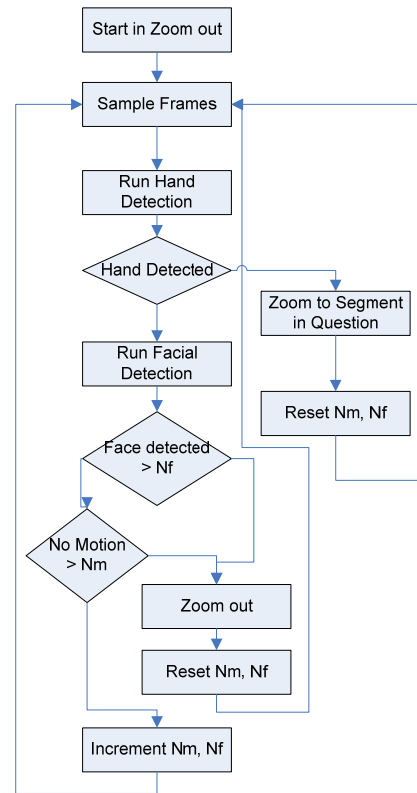 Start in Zoom out
Sample Frames
Run Hand
Detection
Hand Detected
Zoom to Segment
in Question
Run Facial
Detection
Reset Nm, Nf
Face detected
> Nf
No Motion
> Nm
Zoom out
Reset Nm, Nf
Increment Nm, Nf